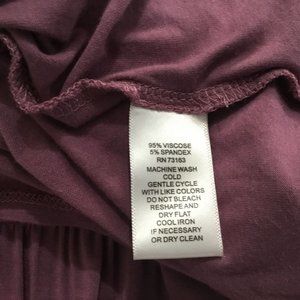 95% VISCOSE
5% SPANDEX
RN 73163
MACHINE WASH
COLD
GENTLE CYCLE
WITH LIKE COLORS
DO NOT BLEACH
RESHAPE AND
DRY FLAT
COOL IRON
IF NECESSARY
OR DRY CLEAN